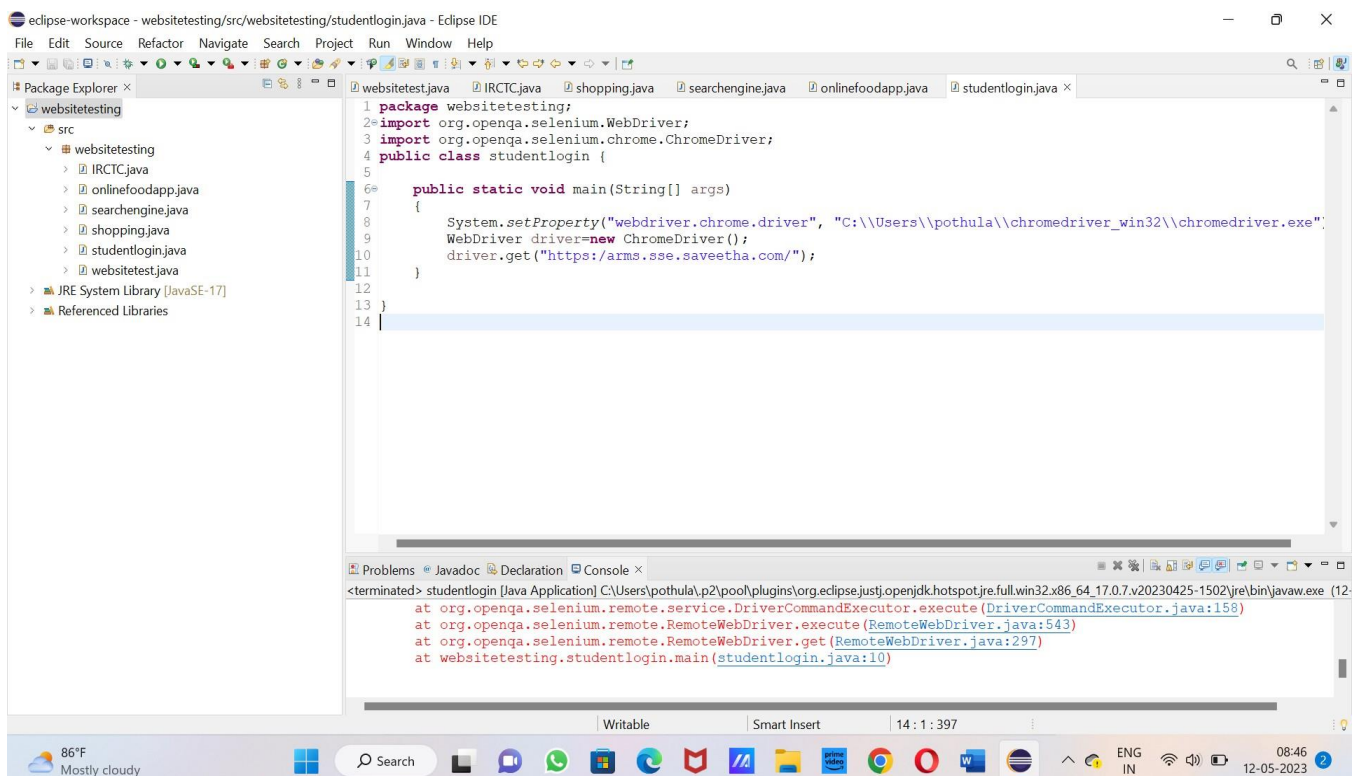 eclipse-workspace - websitetesting/src/websitetesting/studentlogin.java - Eclipse IDE
File Edit Source Refactor Navigate Search Project Run Window Help
Package Explorer ×
websitetesting
src
websitetesting
IRCTC.java
onlinefoodapp.java
searchengine.java
shopping.java
studentlogin.java
websitetest.java
JRE System Library [JavaSE-17]
Referenced Libraries
websitetest.java IRCTC.java shopping.java searchengine.java onlinefoodapp.java studentlogin.java ×
1 package websitetesting;
2 import org.openqa.selenium.WebDriver;
3 import org.openqa.selenium.chrome.ChromeDriver;
4 public class studentlogin {
5
6 public static void main(String[] args)
7 {
8 System.setProperty("webdriver.chrome.driver", "C:\\Users\\pothula\\chromedriver_win32\\chromedriver.exe")
9 WebDriver driver=new ChromeDriver();
10 driver.get("https:/arms.sse.saveetha.com/");
11 }
12
13 }
14
Problems Javadoc Declaration Console ×
<terminated> studentlogin [Java Application] C:\Users\pothula\.p2\pool\plugins\org.eclipse.justj.openjdk.hotspot.jre.full.win32.x86_64_17.0.7.v20230425-1502\jre\bin\javaw.exe (12-
at org.openqa.selenium.remote.service.DriverCommandExecutor.execute(DriverCommandExecutor.java:158)
at org.openqa.selenium.remote.RemoteWebDriver.execute(RemoteWebDriver.java:543)
at org.openqa.selenium.remote.RemoteWebDriver.get(RemoteWebDriver.java:297)
at websitetesting.studentlogin.main(studentlogin.java:10)
Writable Smart Insert 14 : 1 : 397
86°F
Mostly cloudy
Search
prime video
ENG
IN
08:46
12-05-2023
2